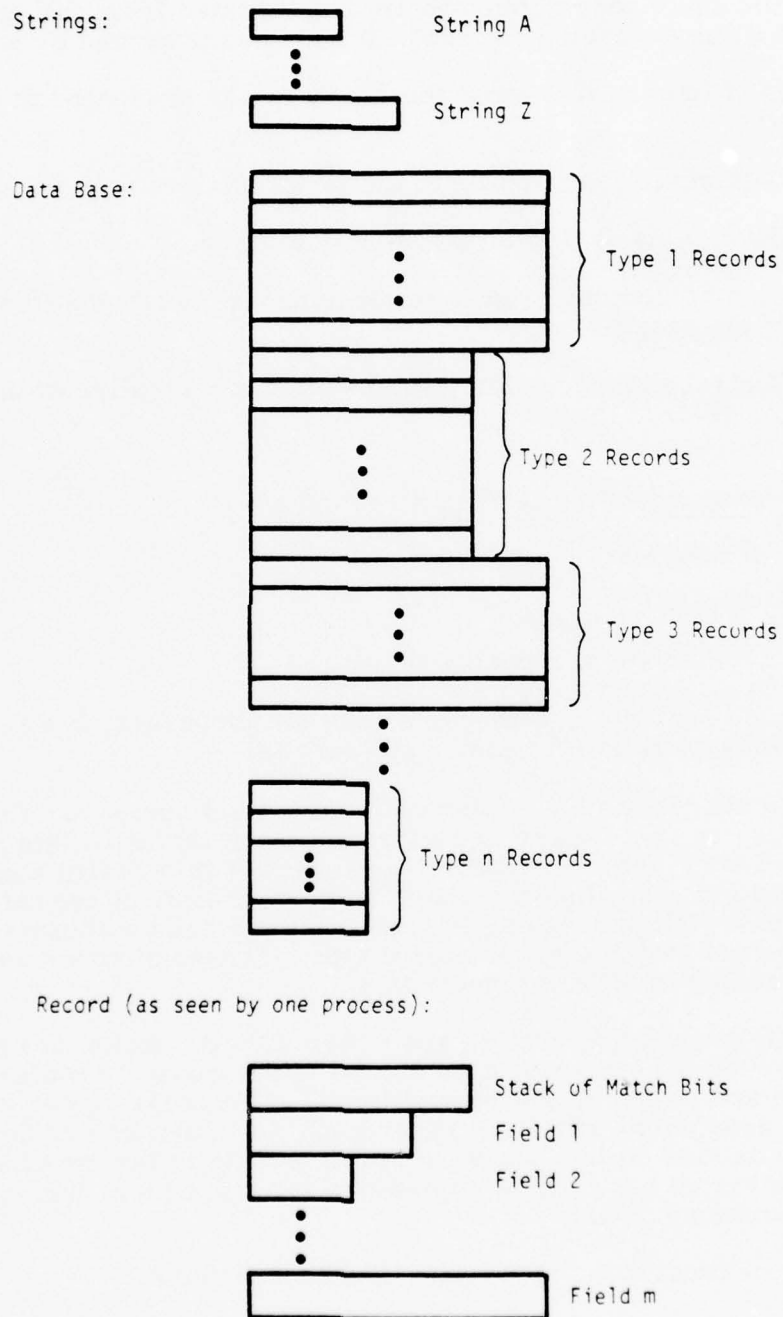 Strings:
String A
String Z
Data Base:
Type 1 Records
Type 2 Records
Type 3 Records
Type n Records
Record (as seen by one process):
Stack of Match Bits
Field 1
Field 2
Field m